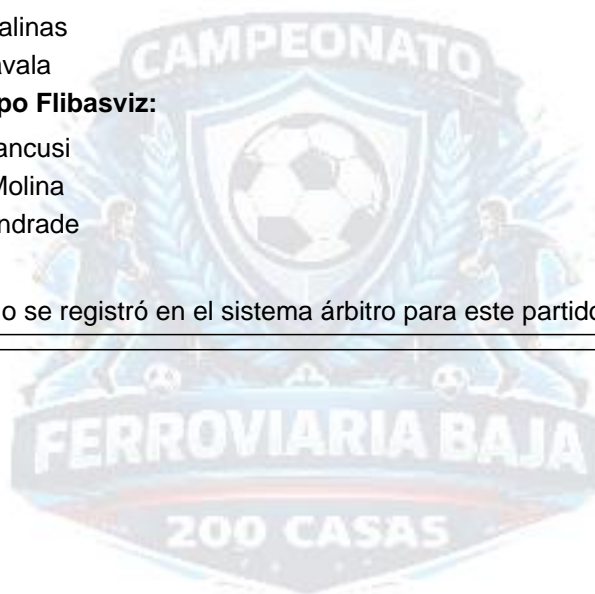 alinas
avala
po Flibasviz:
ancusi
Molina
ndrade
o se registró en el sistema árbitro para este partido
CAMPEONATO
FERROVIARIA BAJA
200 CASAS